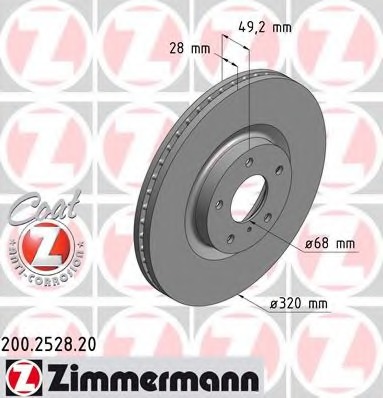 49,2 mm
28 mm
Coat
Z
ANTI-CORROSION
ø68 mm
ø320 mm
200.2528.20
Z Zimmermann